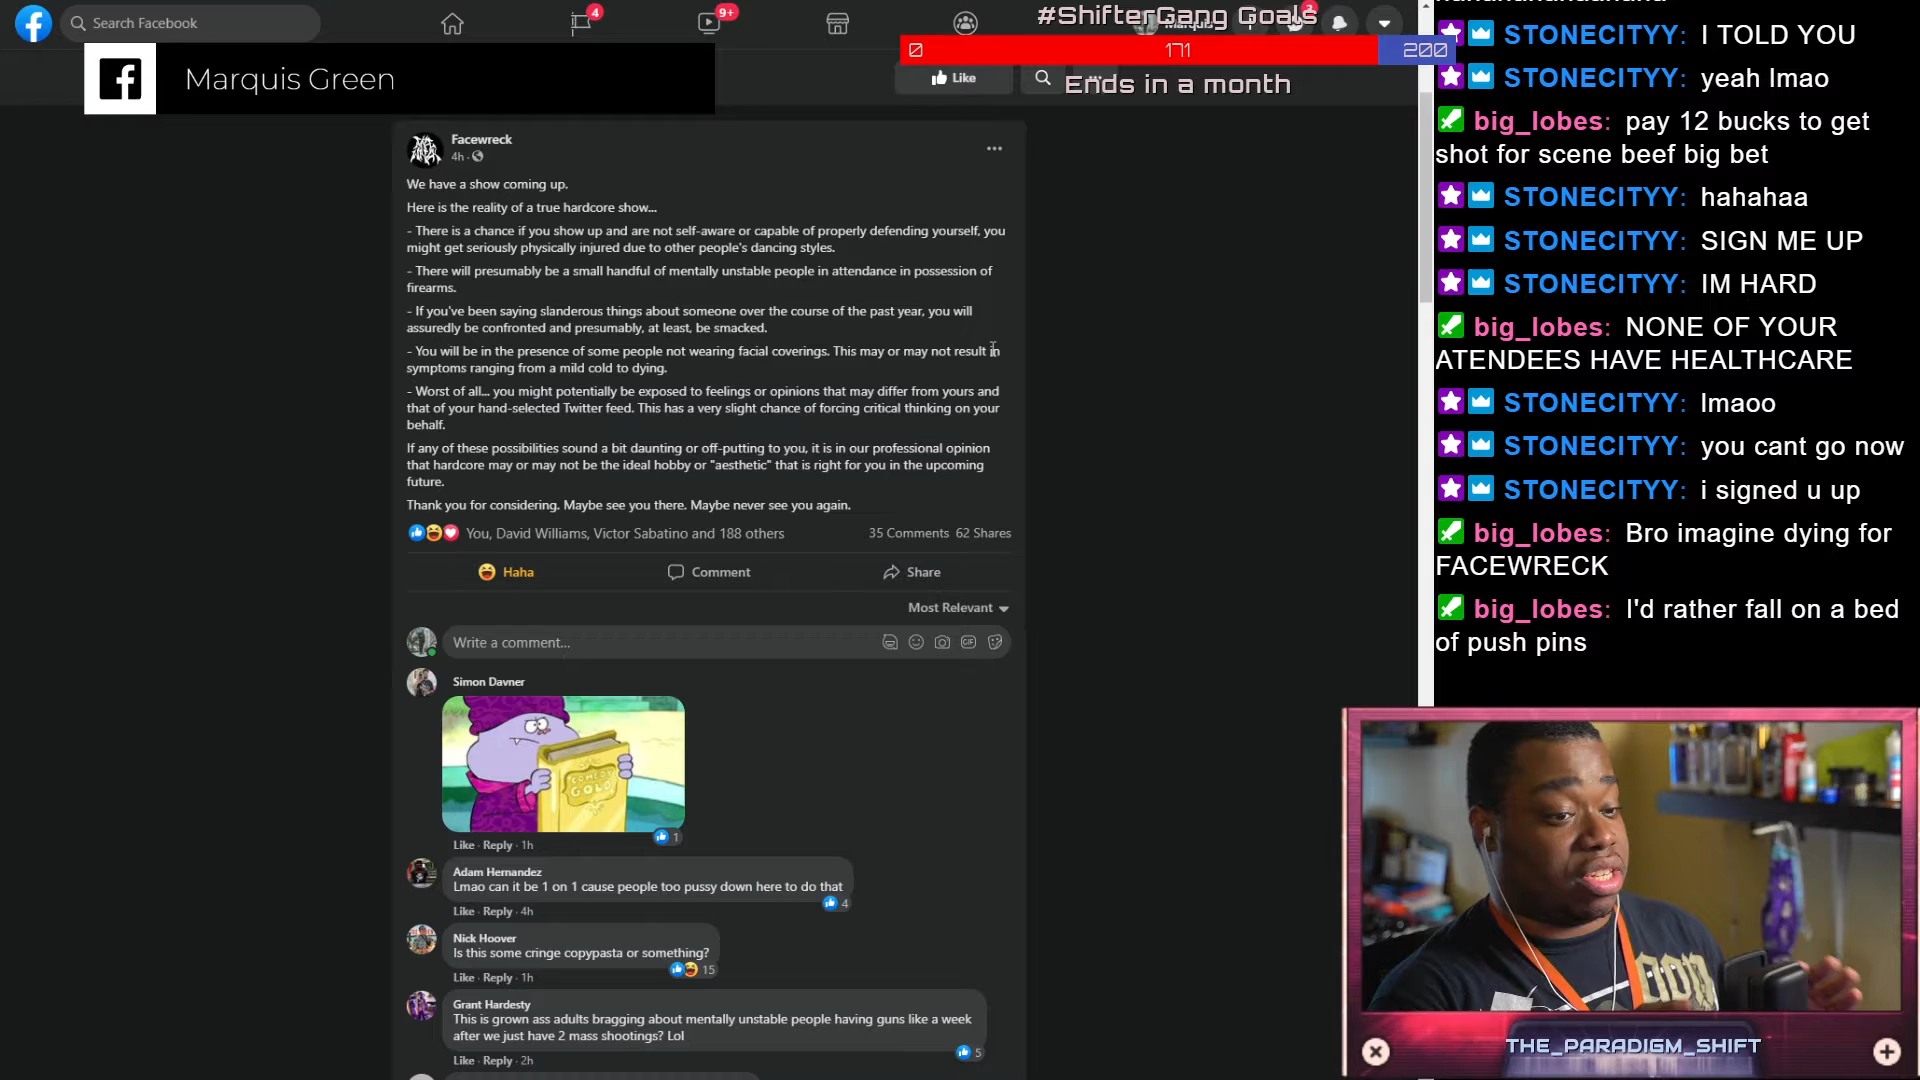 Search Facebook
4
9+
#ShifterGang Goals
2
0 171 200
Ends in a month
Marquis Green
Like
Facewreck
4h
We have a show coming up.
Here is the reality of a true hardcore show...
- There is a chance if you show up and are not self-aware or capable of properly defending yourself, you
might get seriously physically injured due to other people's dancing styles.
- There will presumably be a small handful of mentally unstable people in attendance in possession of
firearms.
- If you've been saying slanderous things about someone over the course of the past year, you will
assuredly be confronted and presumably, at least, be smacked.
- You will be in the presence of some people not wearing facial coverings. This may or may not result in
symptoms ranging from a mild cold to dying.
- Worst of all... you might potentially be exposed to feelings or opinions that may differ from yours and
that of your hand-selected Twitter feed. This has a very slight chance of forcing critical thinking on your
behalf.
If any of these possibilities sound a bit daunting or off-putting to you, it is in our professional opinion
that hardcore may or may not be the ideal hobby or "aesthetic" that is right for you in the upcoming
future.
Thank you for considering. Maybe see you there. Maybe never see you again.
You, David Williams, Victor Sabatino and 188 others
35 Comments 62 Shares
Haha
Comment
Share
Most Relevant
Write a comment...
GIF
Simon Davner
COMEDY
GOLD
1
Like · Reply · 1h
Adam Hernandez
Lmao can it be 1 on 1 cause people too pussy down here to do that
4
Like · Reply · 4h
Nick Hoover
Is this some cringe copypasta or something?
15
Like · Reply · 1h
Grant Hardesty
This is grown ass adults bragging about mentally unstable people having guns like a week
after we just have 2 mass shootings? Lol
5
Like · Reply · 2h
STONECITYY: I TOLD YOU
STONECITYY: yeah lmao
big_lobes: pay 12 bucks to get
shot for scene beef big bet
STONECITYY: hahahaa
STONECITYY: SIGN ME UP
STONECITYY: IM HARD
big_lobes: NONE OF YOUR
ATENDEES HAVE HEALTHCARE
STONECITYY: lmaoo
STONECITYY: you cant go now
STONECITYY: i signed u up
big_lobes: Bro imagine dying for
FACEWRECK
big_lobes: I'd rather fall on a bed
of push pins
THE_PARADIGM_SHIFT